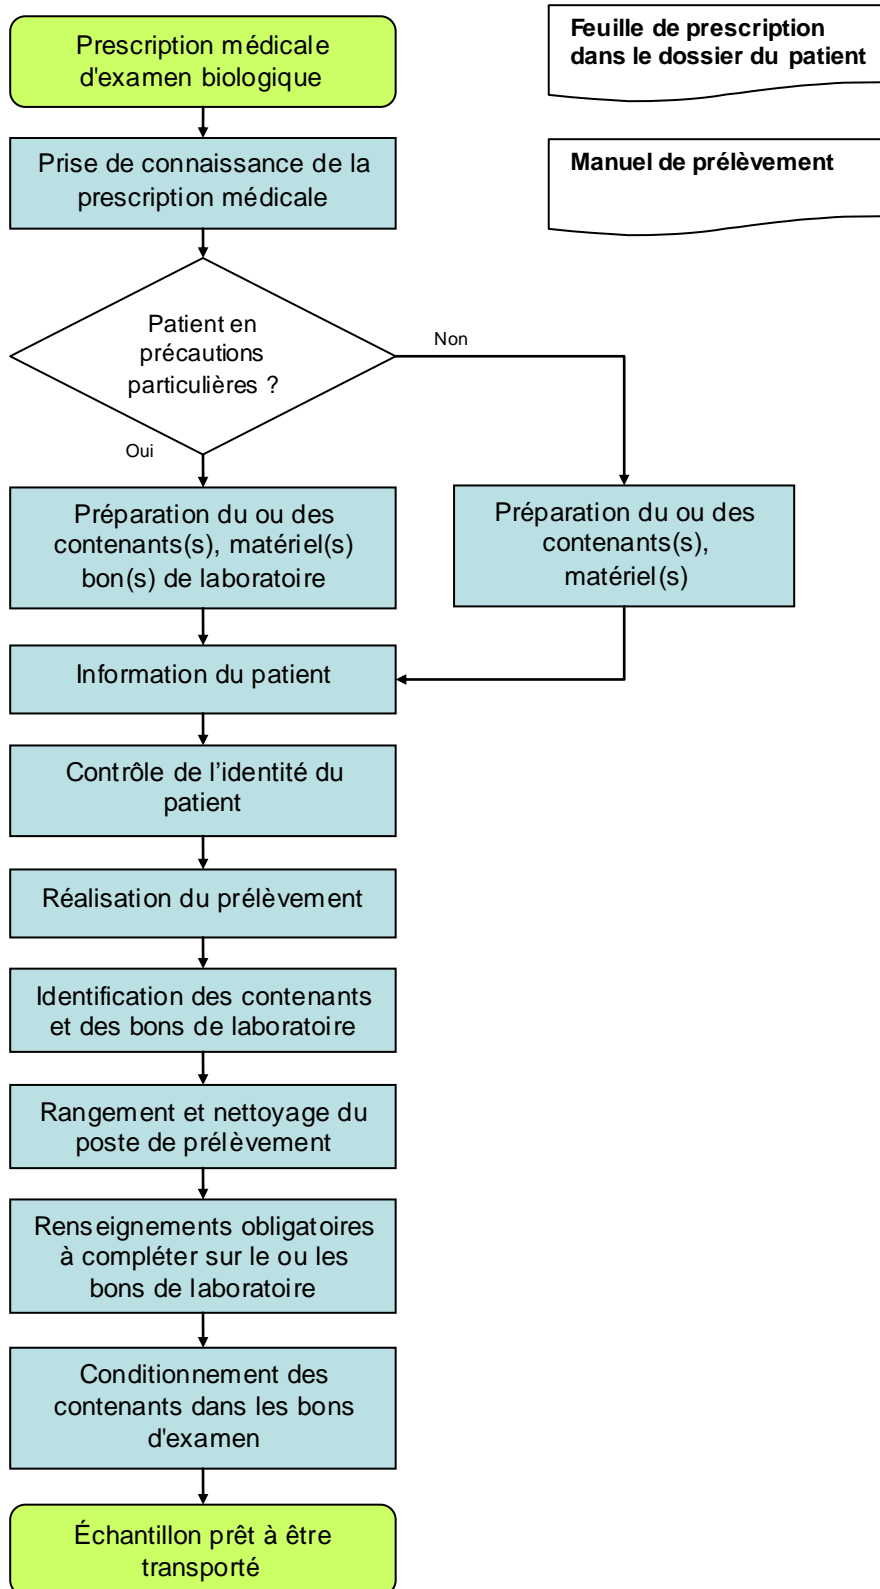 Prescription médicale
d'examen biologique
Feuille de prescription
dans le dossier du patient
Prise de connaissance de la
prescription médicale
Manuel de prélèvement
Patient en
précautions
particulières ?
Non
Oui
Préparation du ou des
contenants(s), matériel(s)
bon(s) de laboratoire
Préparation du ou des
contenants(s),
matériel(s)
Information du patient
Contrôle de l’identité du
patient
Réalisation du prélèvement
Identification des contenants
et des bons de laboratoire
Rangement et nettoyage du
poste de prélèvement
Renseignements obligatoires
à compléter sur le ou les
bons de laboratoire
Conditionnement des
contenants dans les bons
d'examen
Échantillon prêt à être
transporté